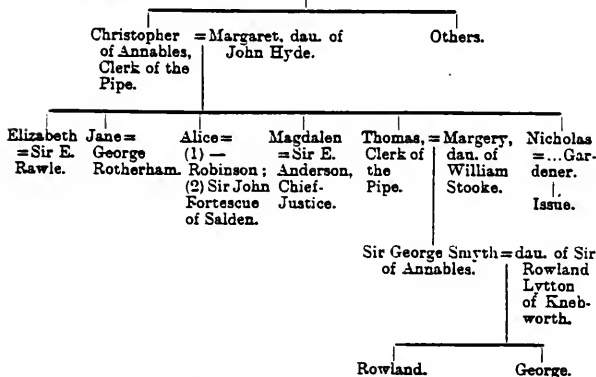 Christopher = Margaret, dau. of Others.
of Annables, John Hyde.
Clerk of the
Pipe.
Elizabeth
= Sir E.
Rawle.
Jane =
George
Rotherham.
Alice =
(1) —
Robinson;
(2) Sir John
Fortescue
of Salden.
Magdalen
= Sir E.
Anderson,
Chief-
Justice.
Thomas, = Margery,
Clerk of dau. of
the William
Pipe. Stooke.
Nicholas
= ...Gar-
dener.
Issue.
Sir George Smyth = dau. of Sir
of Annables. Rowland
Lytton
of Kneb-
worth.
Rowland. George.